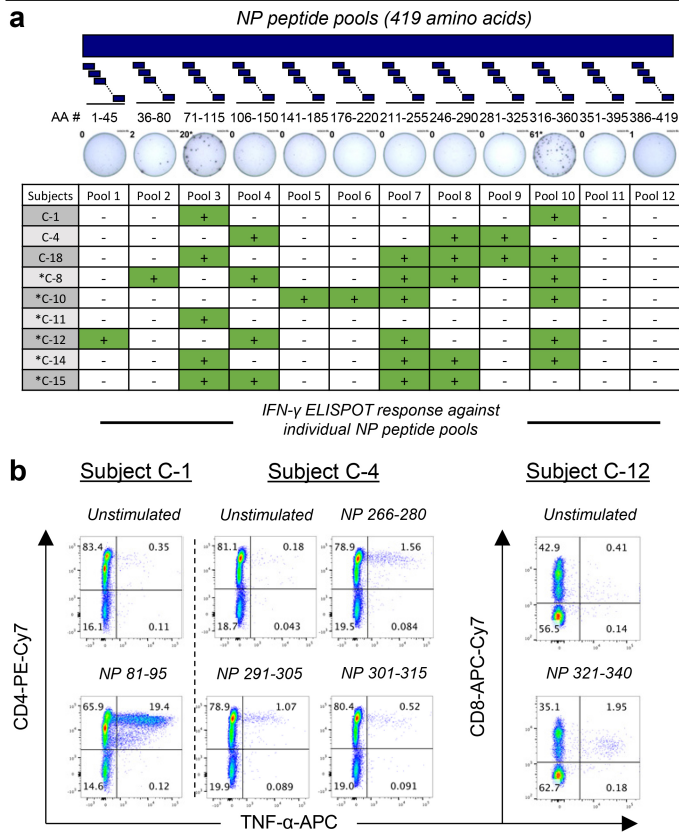 a
NP peptide pools (419 amino acids)
AA # 1-45 36-80 71-115 106-150 141-185 176-220 211-255 246-290 281-325 316-360 351-395 386-419
0 2 20* 0 0 0 0 0 61* 0 1
Subjects Pool 1 Pool 2 Pool 3 Pool 4 Pool 5 Pool 6 Pool 7 Pool 8 Pool 9 Pool 10 Pool 11 Pool 12
C-1 - - + - - - - - - + - -
C-4 - - - + - - - + + - - -
C-18 - - + - - - + + + + - -
*C-8 - + - + - - + + - + - -
*C-10 - - - - + + + - - + - -
*C-11 - - + - - - - - - - - -
*C-12 + - - + - - + - - + - -
*C-14 - - + - - - + + - + - -
*C-15 - - + + - - + + - - - -
IFN-γ ELISPOT response against
individual NP peptide pools
b
Subject C-1 Subject C-4 Subject C-12
Unstimulated Unstimulated NP 266-280 Unstimulated
83.4 0.35 81.1 0.18 78.9 1.56 42.9 0.41
16.1 0.11 18.7 0.043 19.5 0.084 56.5 0.14
CD4-PE-Cy7
CD8-APC-Cy7
NP 81-95 NP 291-305 NP 301-315 NP 321-340
65.9 19.4 78.9 1.07 80.4 0.52 35.1 1.95
14.6 0.12 19.9 0.089 19.0 0.091 62.7 0.18
TNF-α-APC